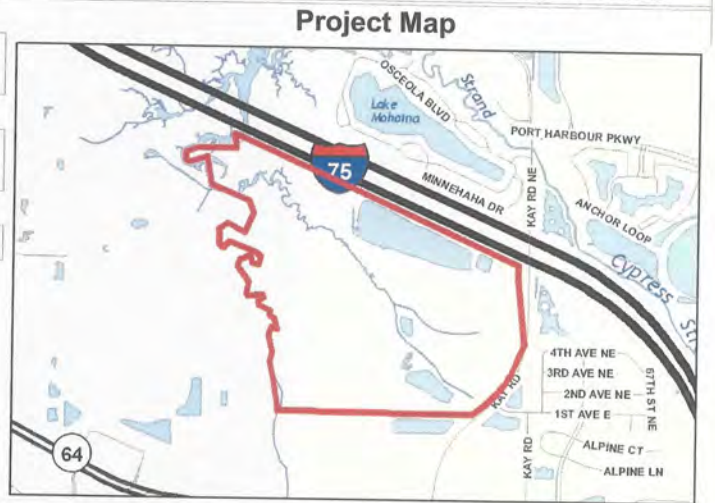 Project Map
OSCEOLA BLVD
Strand
Lake
Mohaina
PORT HARBOUR PKWY
75
MINNEHAHA DR
KAY RD NE
ANCHOR LOOP
Cypress
Str
4TH AVE NE
3RD AVE NE
67TH ST NE
2ND AVE NE
KAY RD
1ST AVE E
KAY RD
ALPINE CT
ALPINE LN
64